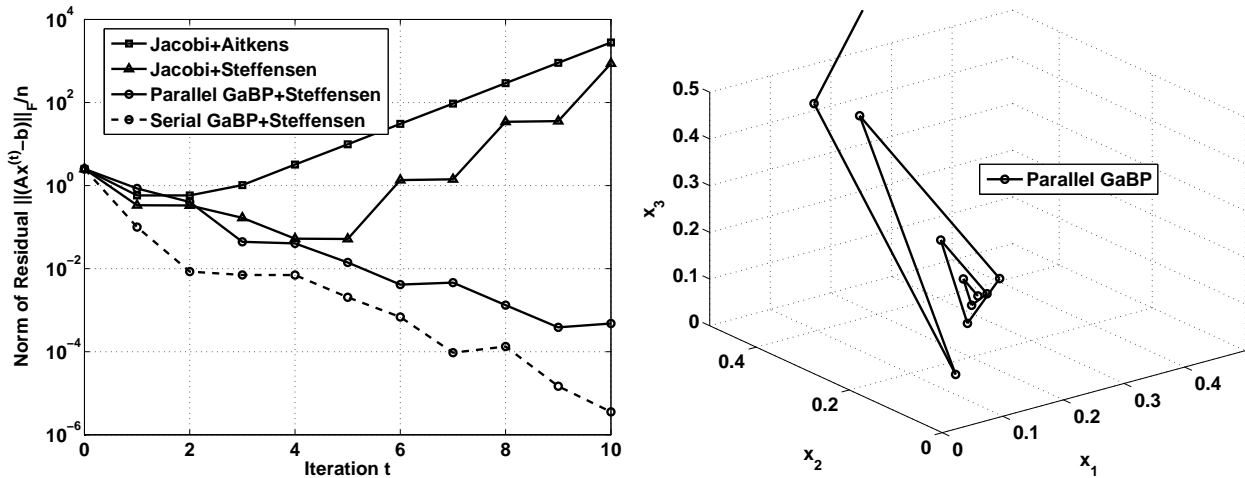 Norm of Residual ||(Ax^(t)−b)||_F/n
10^4
10^2
10^0
10^−2
10^−4
10^−6
Jacobi+Aitkens
Jacobi+Steffensen
Parallel GaBP+Steffensen
Serial GaBP+Steffensen
0 2 4 6 8 10
Iteration t
x_3
0.5
0.4
0.3
0.2
0.1
0
Parallel GaBP
0.4
0.2
0
x_2
0
0.1
0.2
0.3
0.4
x_1